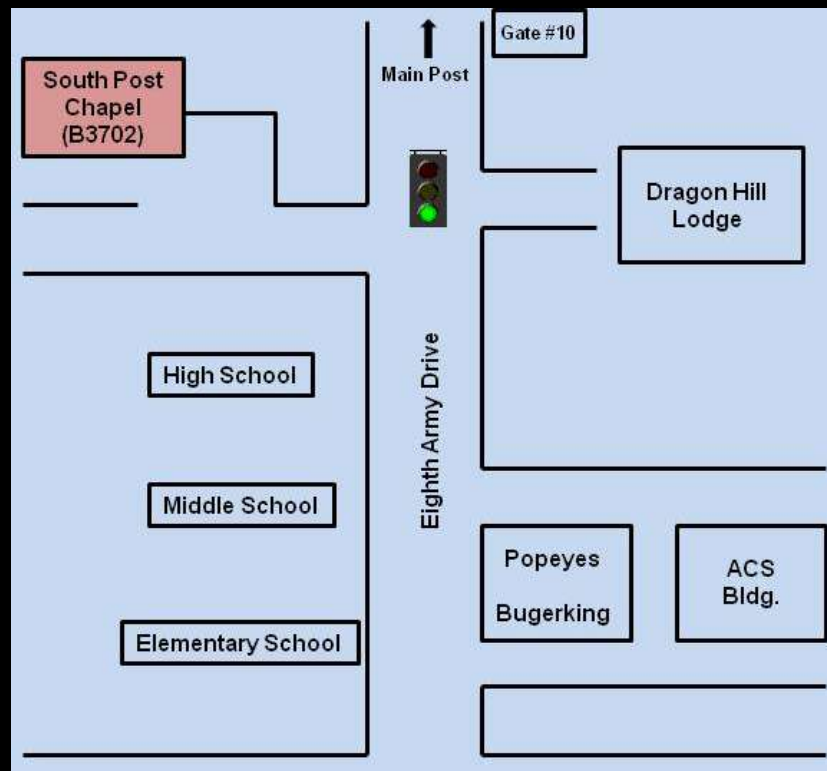 Gate #10
Main Post
South Post
Chapel
(B3702)
Dragon Hill
Lodge
High School
Eighth Army Drive
Middle School
Popeyes
Bugerking
ACS
Bldg.
Elementary School